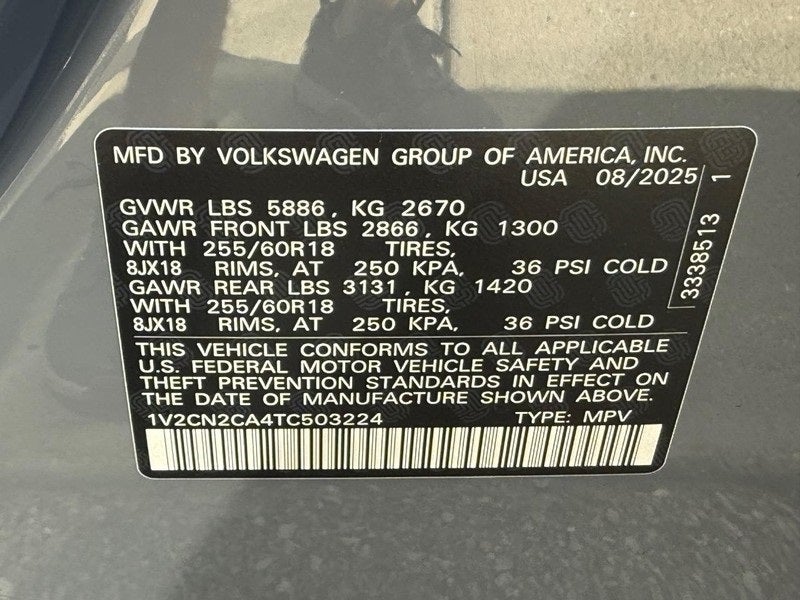 MFD BY VOLKSWAGEN GROUP OF AMERICA, INC.
USA 08/2025
GVWR LBS 5886, KG 2670
GAWR FRONT LBS 2866, KG 1300
WITH 255/60R18 TIRES,
8JX18 RIMS, AT 250 KPA, 36 PSI COLD
GAWR REAR LBS 3131, KG 1420
WITH 255/60R18 TIRES,
8JX18 RIMS, AT 250 KPA, 36 PSI COLD
3338513 1
THIS VEHICLE CONFORMS TO ALL APPLICABLE
U.S. FEDERAL MOTOR VEHICLE SAFETY AND
THEFT PREVENTION STANDARDS IN EFFECT ON
THE DATE OF MANUFACTURE SHOWN ABOVE.
1V2CN2CA4TC503224 TYPE: MPV